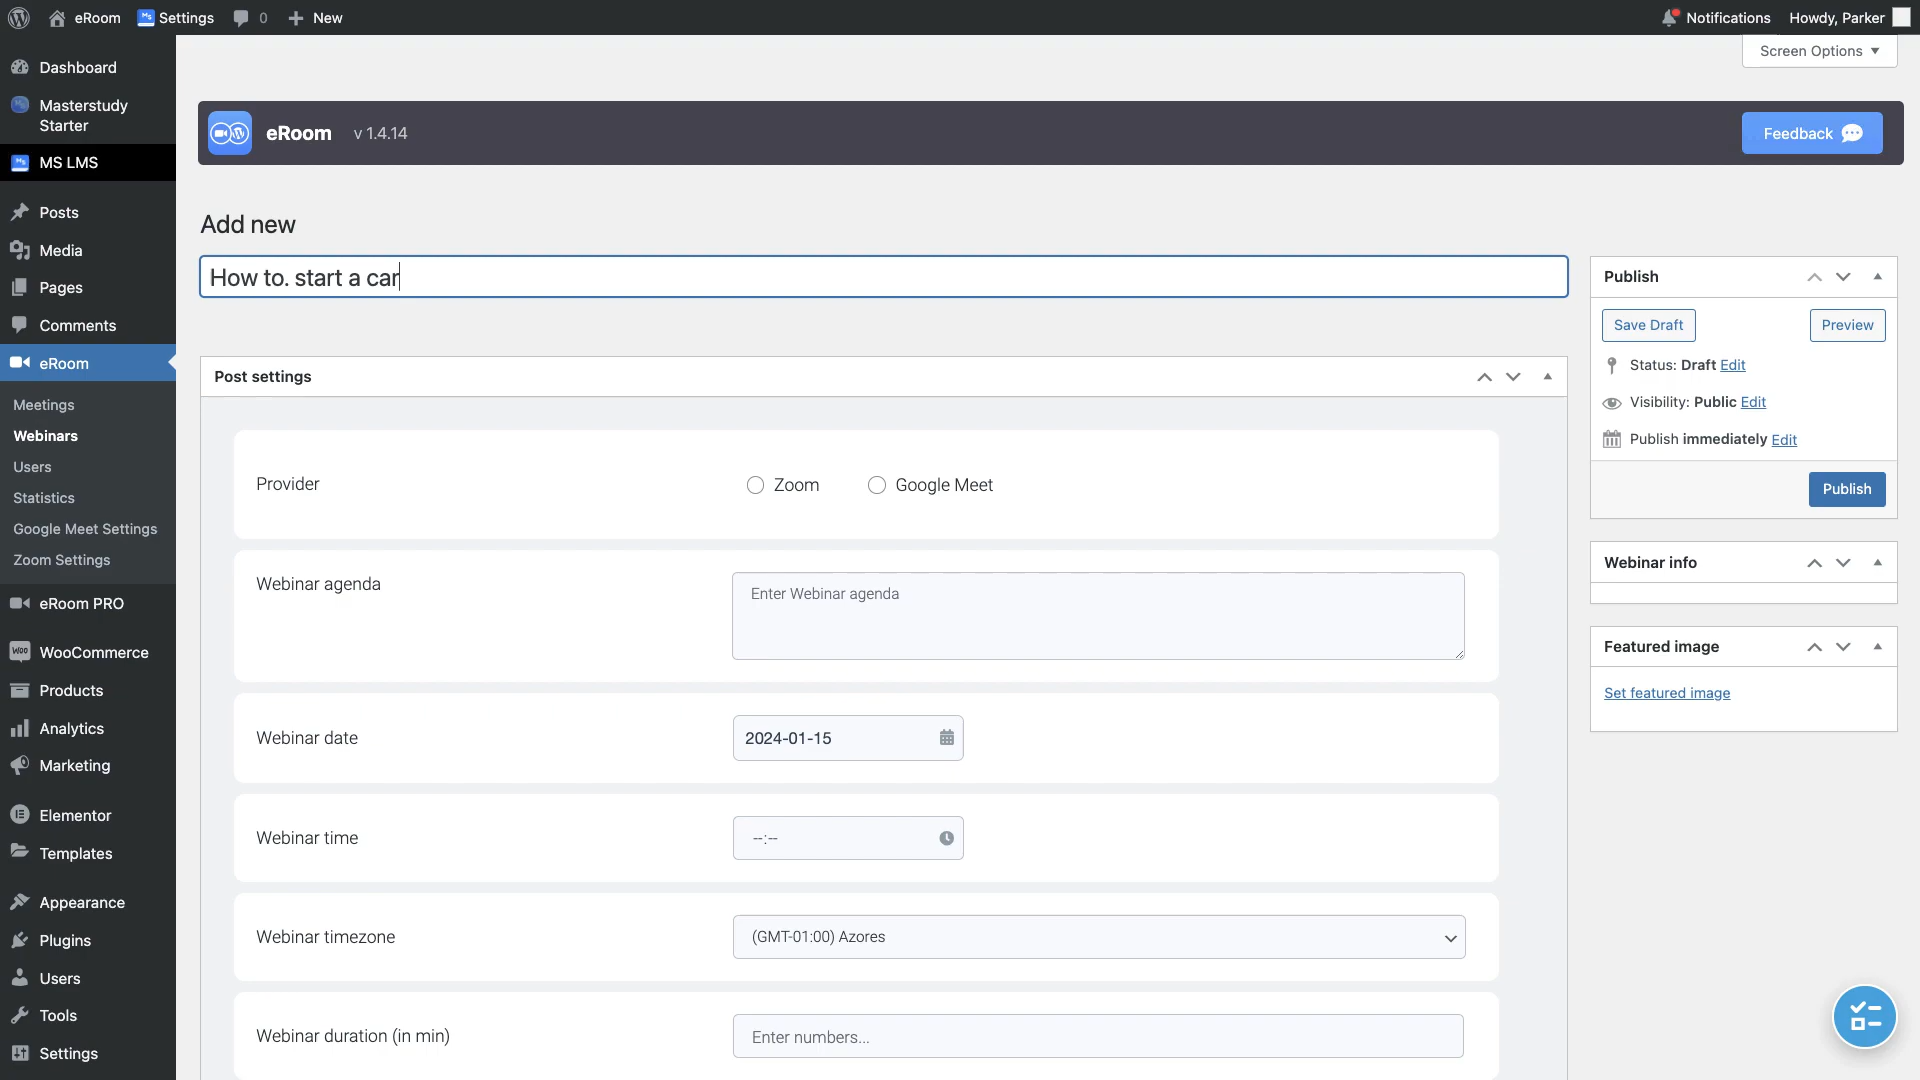 eRoom Settings 0 New Notifications Howdy, Parker
Screen Options
Dashboard
Masterstudy
Starter
MS LMS
Posts
Media
Pages
Comments
eRoom
Meetings
Webinars
Users
Statistics
Google Meet Settings
Zoom Settings
eRoom PRO
WooCommerce
Products
Analytics
Marketing
Elementor
Templates
Appearance
Plugins
Users
Tools
Settings
eRoom v 1.4.14
Feedback
Add new
How to. start a car
Post settings
Provider
Zoom Google Meet
Webinar agenda
Enter Webinar agenda
Webinar date
2024-01-15
Webinar time
--:--
Webinar timezone
(GMT-01:00) Azores
Webinar duration (in min)
Enter numbers...
Publish
Save Draft Preview
Status: Draft Edit
Visibility: Public Edit
Publish immediately Edit
Publish
Webinar info
Featured image
Set featured image